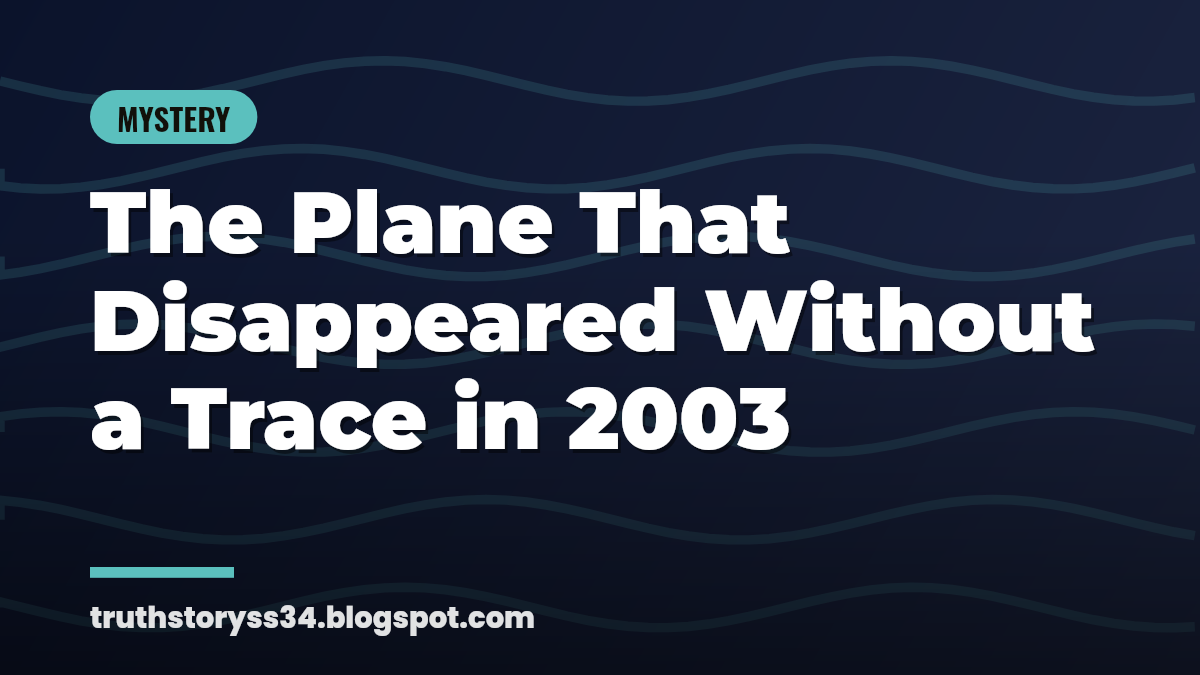 MYSTERY
The Plane That
Disappeared Without
a Trace in 2003
truthstoryss34.blogspot.com